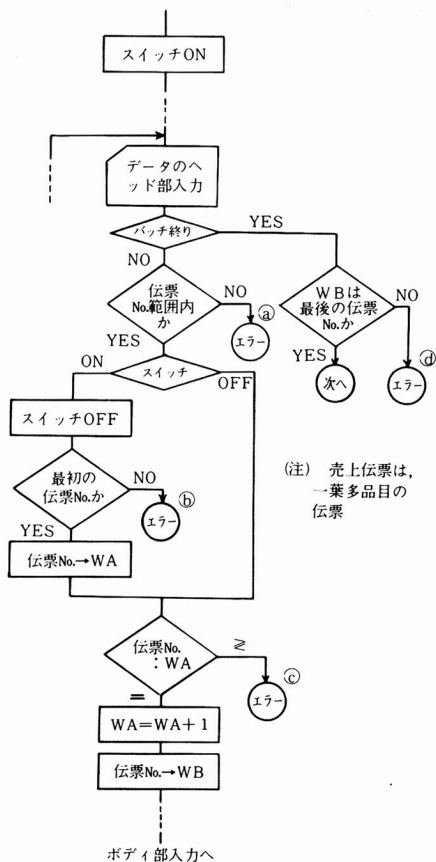 スイッチON
データのヘ
ッド部入力
バッチ終り
YES
NO
伝票
No.範囲内
か
NO
ⓐ
エラー
YES
WBは
最後の伝票
No.か
NO
ⓓ
エラー
YES
次へ
スイッチ
ON
OFF
スイッチOFF
最初の
伝票No.か
NO
ⓑ
エラー
YES
伝票No.→WA
(注) 売上伝票は,
一葉多品目の
伝票
伝票No.
:WA
≷
ⓒ
エラー
=
WA=WA+1
伝票No.→WB
ボディ部入力へ